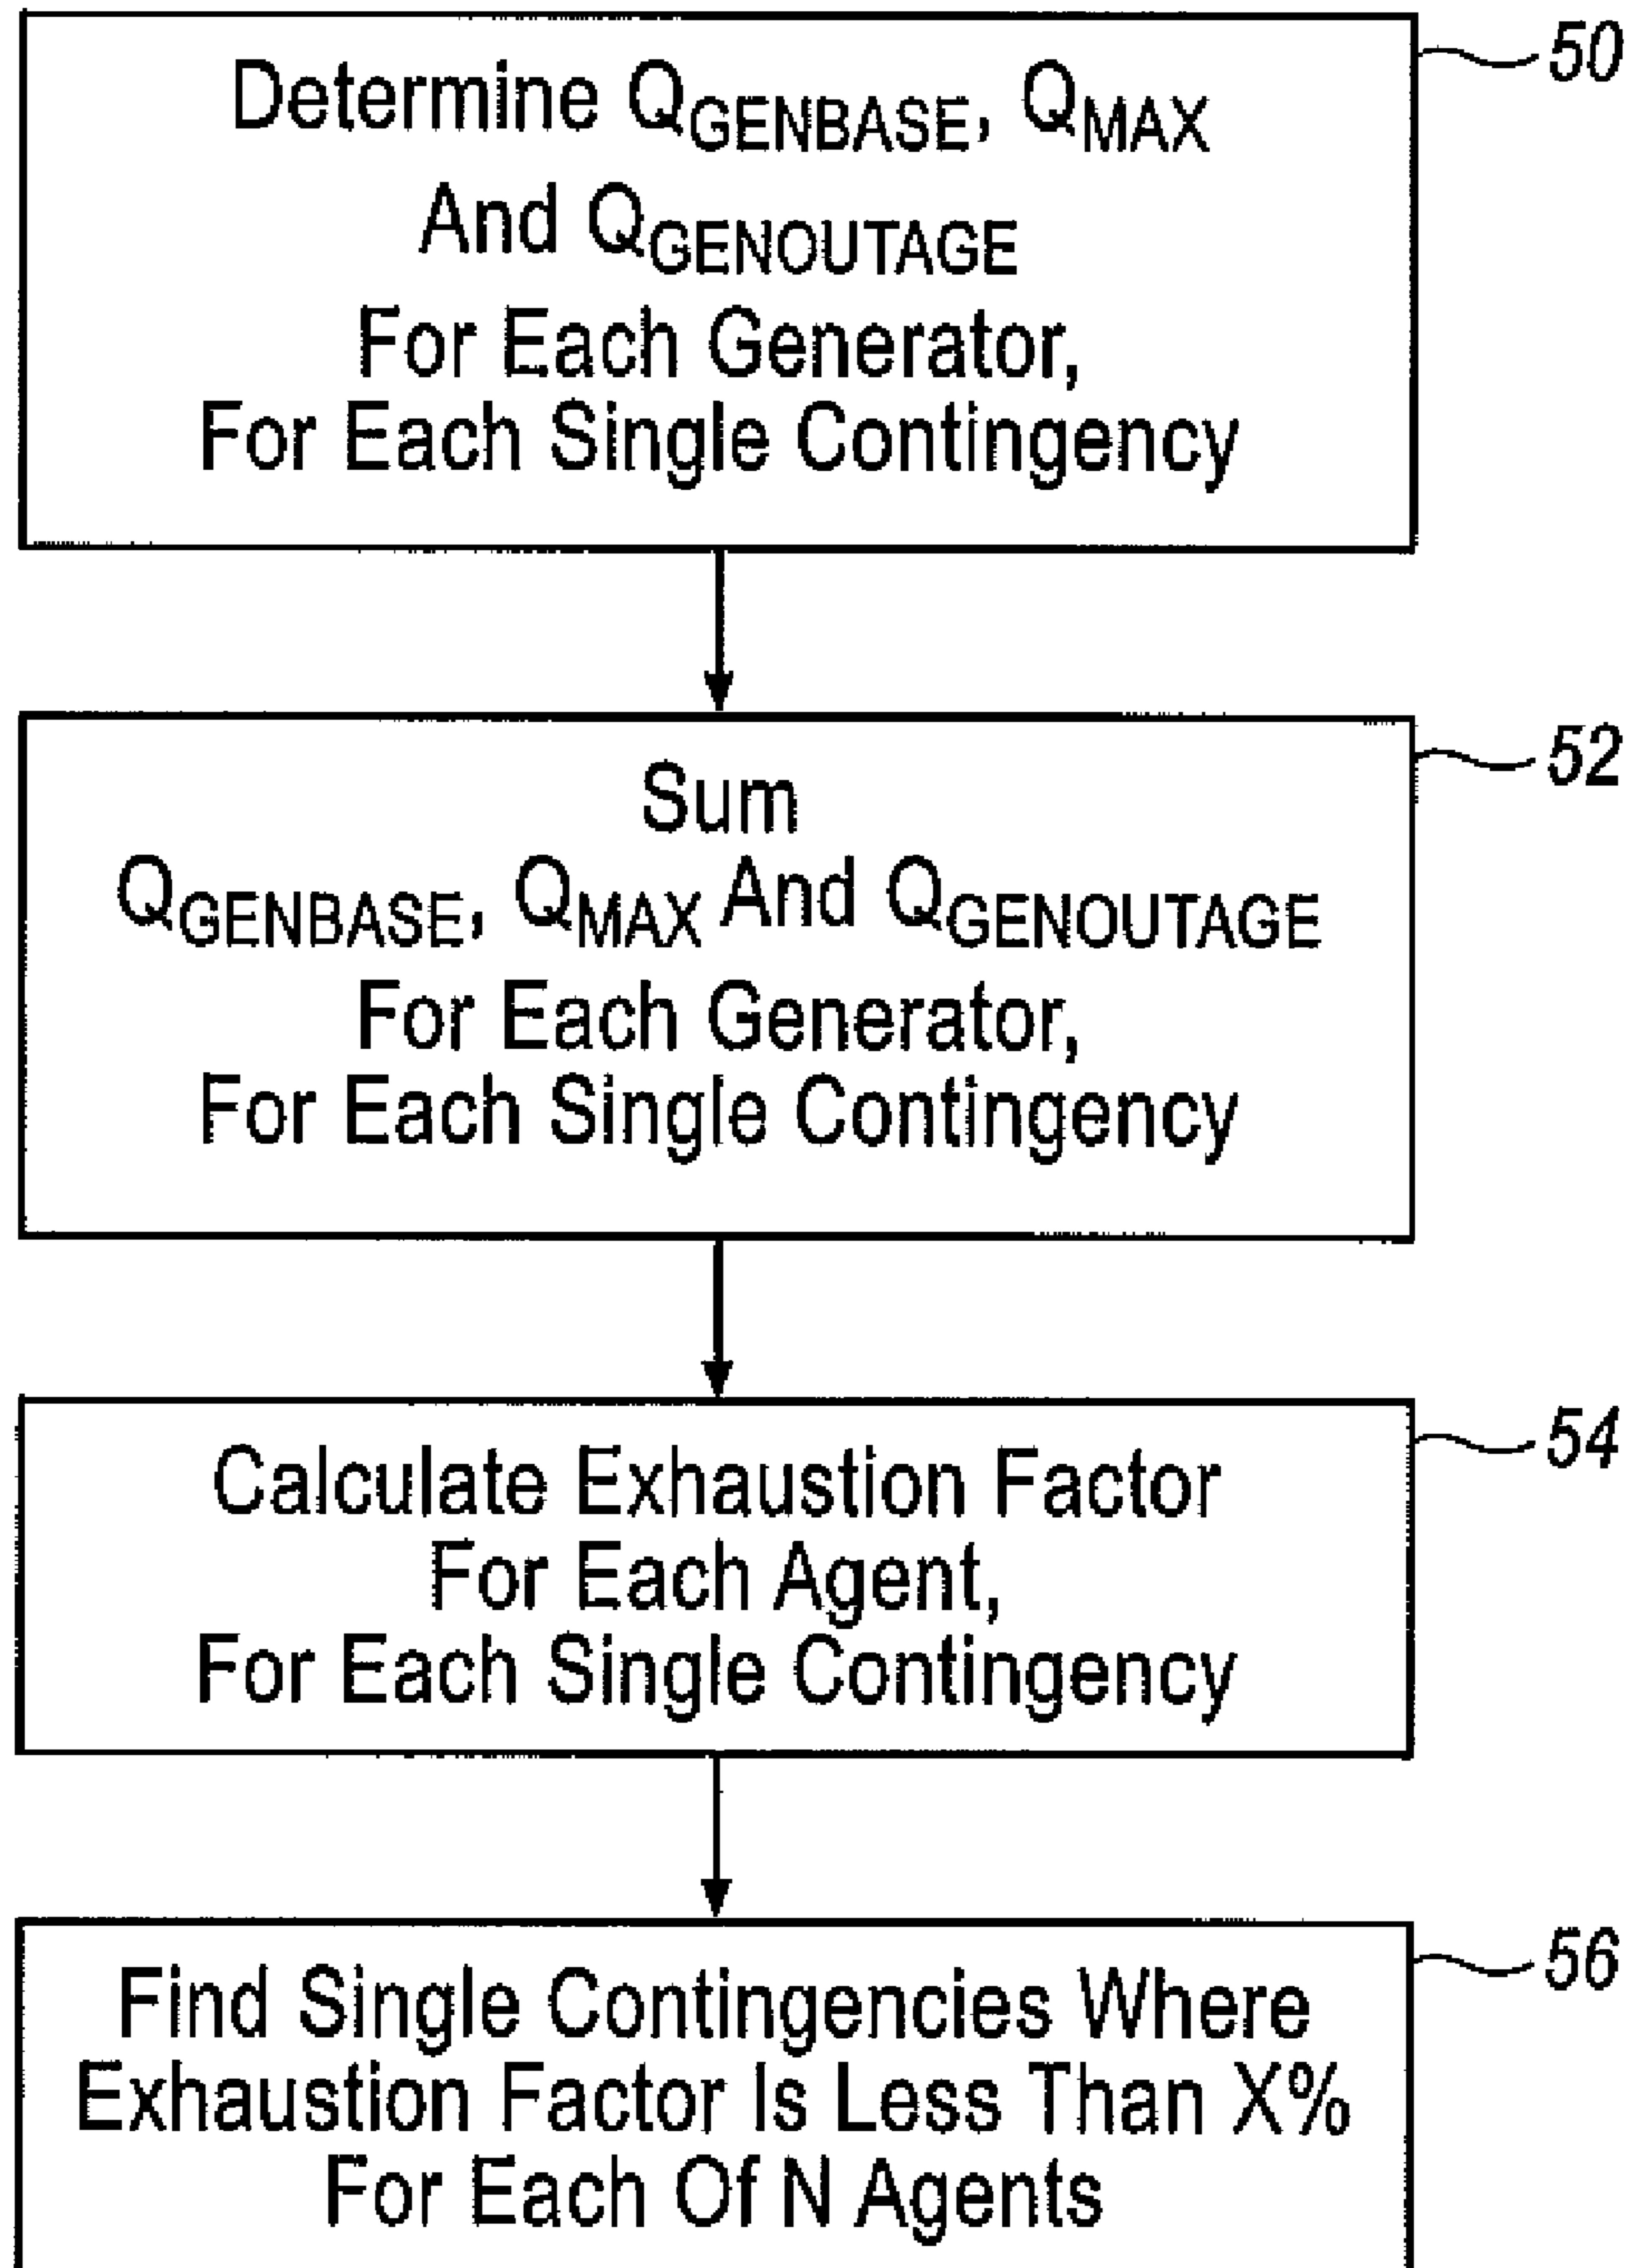 Determine QGENBASE, QMAX
And QGENOUTAGE
For Each Generator,
For Each Single Contingency
50
Sum
QGENBASE, QMAX And QGENOUTAGE
For Each Generator,
For Each Single Contingency
52
Calculate Exhaustion Factor
For Each Agent,
For Each Single Contingency
54
Find Single Contingencies Where
Exhaustion Factor Is Less Than X%
For Each Of N Agents
56